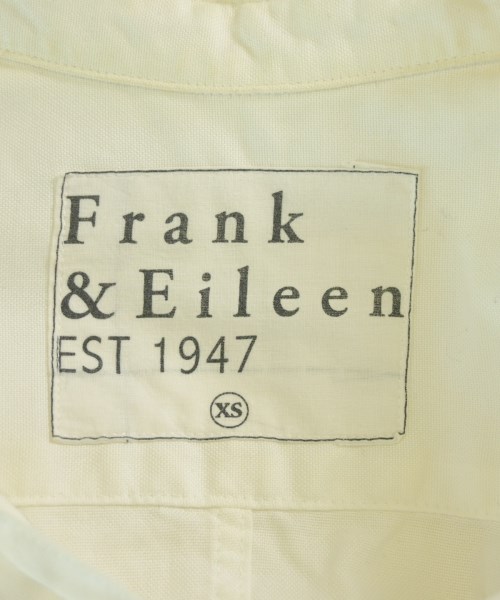 Frank
& Eileen
EST 1947
XS